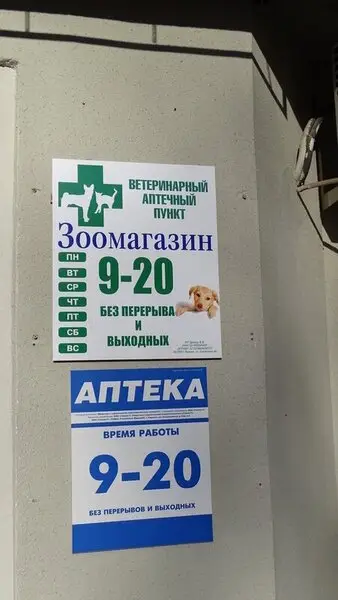 ВЕТЕРИНАРНЫЙ
АПТЕЧНЫЙ
ПУНКТ
Зоомагазин
ПН
ВТ
СР
ЧТ
ПТ
СБ
ВС
9-20
БЕЗ ПЕРЕРЫВА
И
ВЫХОДНЫХ
АПТЕКА
ВРЕМЯ РАБОТЫ
9-20
БЕЗ ПЕРЕРЫВОВ И ВЫХОДНЫХ